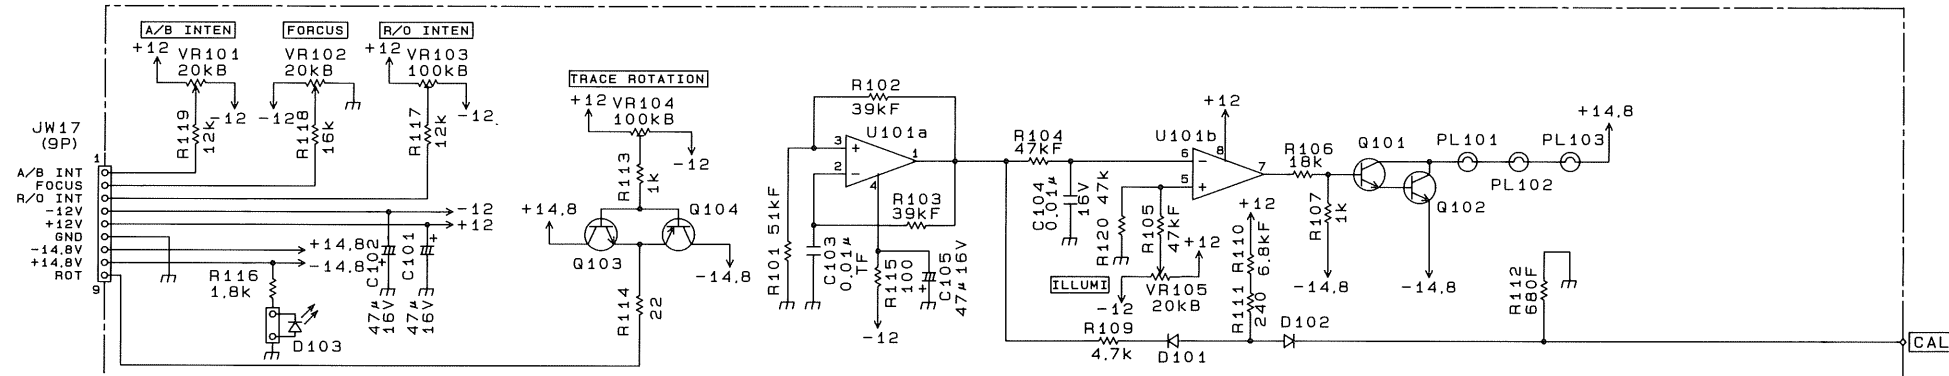 A/B INTEN
+12
VR101
20kB
-12
R119
12k
FORCUS
VR102
20kB
-12
R118
16k
R/O INTEN
+12
VR103
100kB
-12
R117
12k
JW17
(9P)
1
A/B INT
FOCUS
R/O INT
-12V
+12V
GND
-14.8V
+14.8V
ROT
9
-12
+12
+14.8
-14.8
R116
1.8k
D103
C102
47μ
16V
C101
47μ
16V
TRACE ROTATION
+12
VR104
100kB
-12
R113
1k
+14.8
Q103
Q104
-14.8
R114
22
R102
39kF
U101a
3
2
1
4
R103
39kF
R101 51kF
C103
0.01μ
TF
R115
100
-12
C105
47μ16V
R104
47kF
C104
0.01μ
16V
R120 47k
R105
47kF
U101b
+12
8
6
5
7
ILLUMI
-12
+12
VR105
20kB
R106
18k
R107
1k
-14.8
Q101
Q102
-14.8
PL101
PL102
PL103
+14.8
+12
R110
6.8kF
R111
240
R109
4.7k
D101
D102
R112
680F
CAL